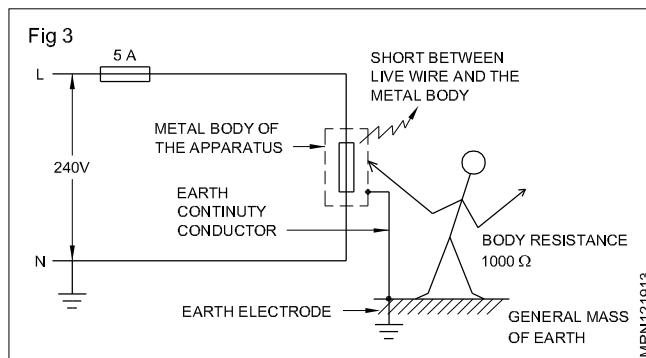 Fig 3
5 A
L
SHORT BETWEEN
LIVE WIRE AND THE
METAL BODY
METAL BODY OF
THE APPARATUS
240V
EARTH
CONTINUTY
CONDUCTOR
BODY RESISTANCE
1000 Ω
N
EARTH ELECTRODE
GENERAL MASS
OF EARTH
MRN121913